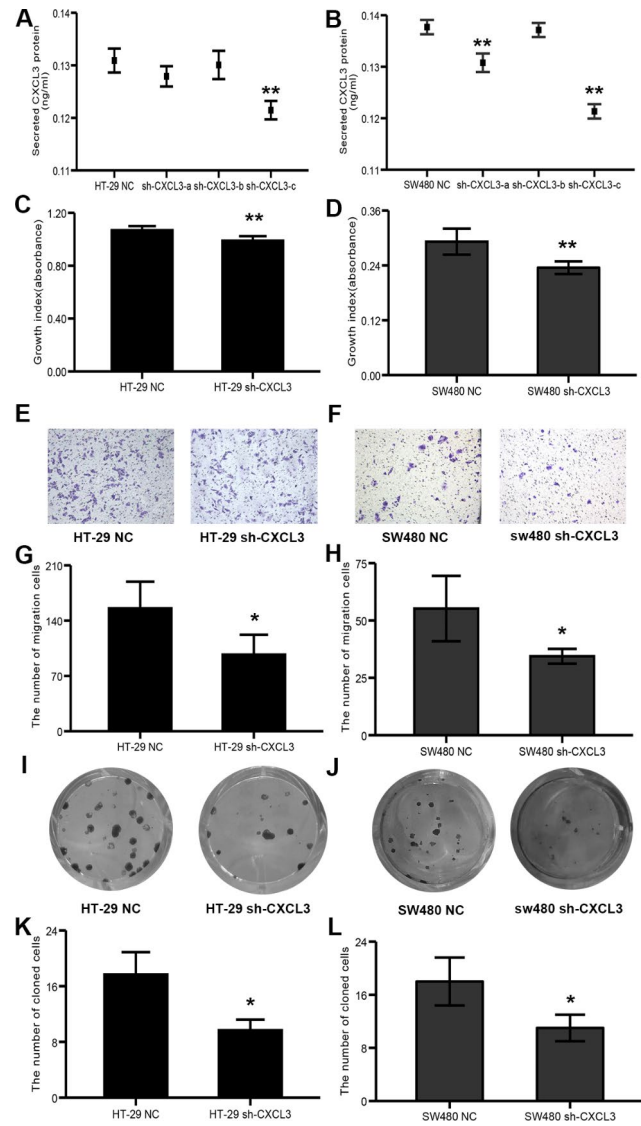 A
Secreted CXCL3 protein
(ng/ml)
0.14
0.13
0.12
0.11
**
HT-29 NC sh-CXCL3-a sh-CXCL3-b sh-CXCL3-c
B
Secreted CXCL3 protein
(ng/ml)
0.14
0.13
0.12
0.11
**
**
SW480 NC sh-CXCL3-a sh-CXCL3-b sh-CXCL3-c
C
Growth index(absorbance)
1.20
0.80
0.40
0.00
**
HT-29 NC HT-29 sh-CXCL3
D
Growth index(absorbance)
0.36
0.24
0.12
0.00
**
SW480 NC SW480 sh-CXCL3
E
HT-29 NC HT-29 sh-CXCL3
F
SW480 NC sw480 sh-CXCL3
G
The number of migration cells
210
140
70
0
*
HT-29 NC HT-29 sh-CXCL3
H
The number of migration cells
75
50
25
0
*
SW480 NC SW480 sh-CXCL3
I
HT-29 NC HT-29 sh-CXCL3
J
SW480 NC sw480 sh-CXCL3
K
The number of cloned cells
24
16
8
0
*
HT-29 NC HT-29 sh-CXCL3
L
The number of cloned cells
24
16
8
0
*
SW480 NC SW480 sh-CXCL3